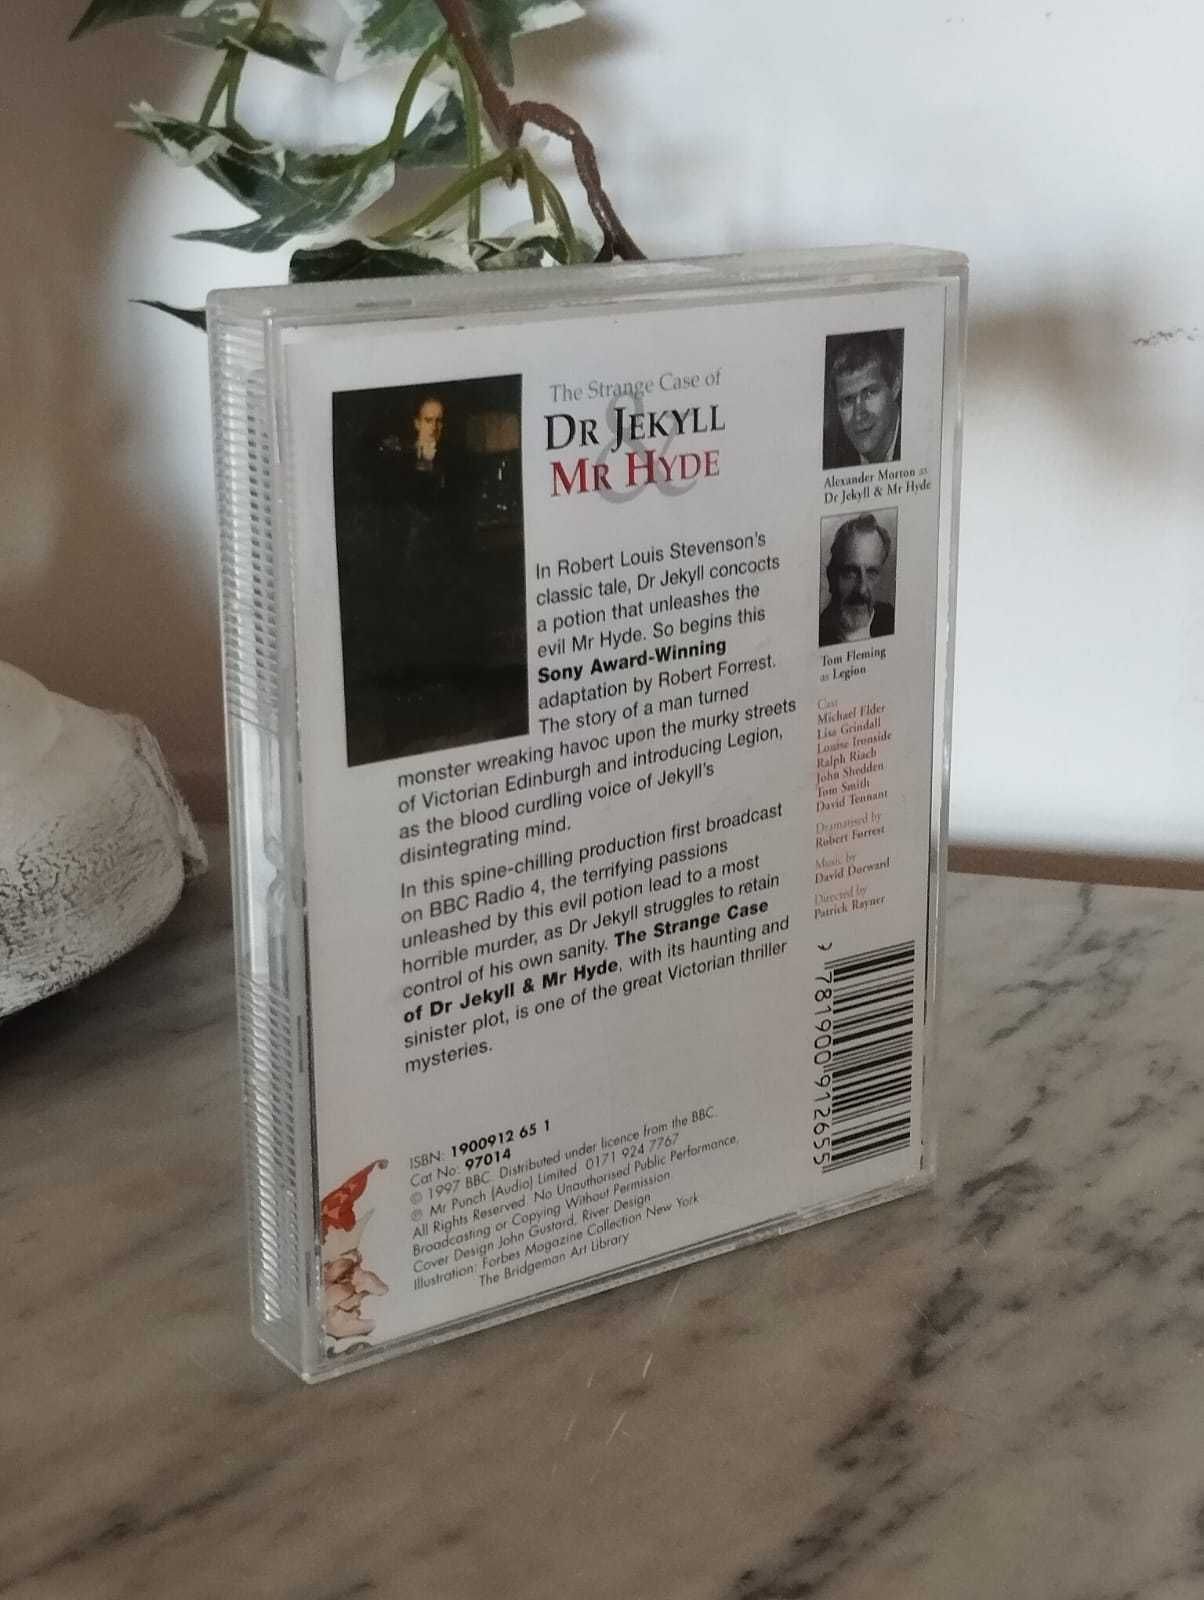 The Strange Case of
DR JEKYLL
&
MR HYDE
In Robert Louis Stevenson's
classic tale, Dr Jekyll concocts
a potion that unleashes the
evil Mr Hyde. So begins this
Sony Award-Winning
adaptation by Robert Forrest.
The story of a man turned
monster wreaking havoc upon the murky streets
of Victorian Edinburgh and introducing Legion,
as the blood curdling voice of Jekyll's
disintegrating mind.
In this spine-chilling production first broadcast
on BBC Radio 4, the terrifying passions
unleashed by this evil potion lead to a most
horrible murder, as Dr Jekyll struggles to retain
control of his own sanity. The Strange Case
of Dr Jekyll & Mr Hyde, with its haunting and
sinister plot, is one of the great Victorian thriller
mysteries.
ISBN: 1900912 65 1
Cat No: 97014
© 1997 BBC. Distributed under licence from the BBC.
℗ Mr Punch (Audio) Limited 0171 924 7767
All Rights Reserved. No Unauthorised Public Performance,
Broadcasting or Copying Without Permission.
Cover Design John Gustard, River Design
Illustration: Forbes Magazine Collection New York
The Bridgeman Art Library
Alexander Morton as
Dr Jekyll & Mr Hyde
Tom Fleming
as Legion
Cast
Michael Elder
Lisa Grindall
Louise Ironside
Ralph Riach
John Shedden
Tom Smith
David Tennant
Dramatised by
Robert Forrest
Music by
David Dorward
Directed by
Patrick Rayner
9 781900 912655